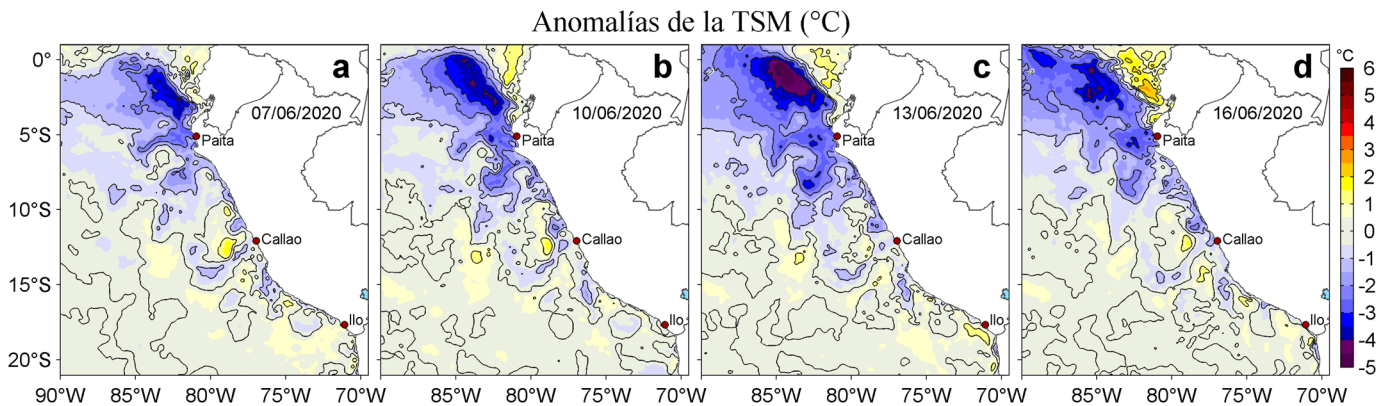 Anomalías de la TSM (°C)
a
b
c
d
07/06/2020
10/06/2020
13/06/2020
16/06/2020
Paita
Callao
Ilo
Paita
Callao
Ilo
Paita
Callao
Ilo
Paita
Callao
Ilo
0°
5°S
10°S
15°S
20°S
90°W 85°W 80°W 75°W 70°W
85°W 80°W 75°W 70°W
85°W 80°W 75°W 70°W
85°W 80°W 75°W 70°W
°C
6
5
4
3
2
1
0
-1
-2
-3
-4
-5